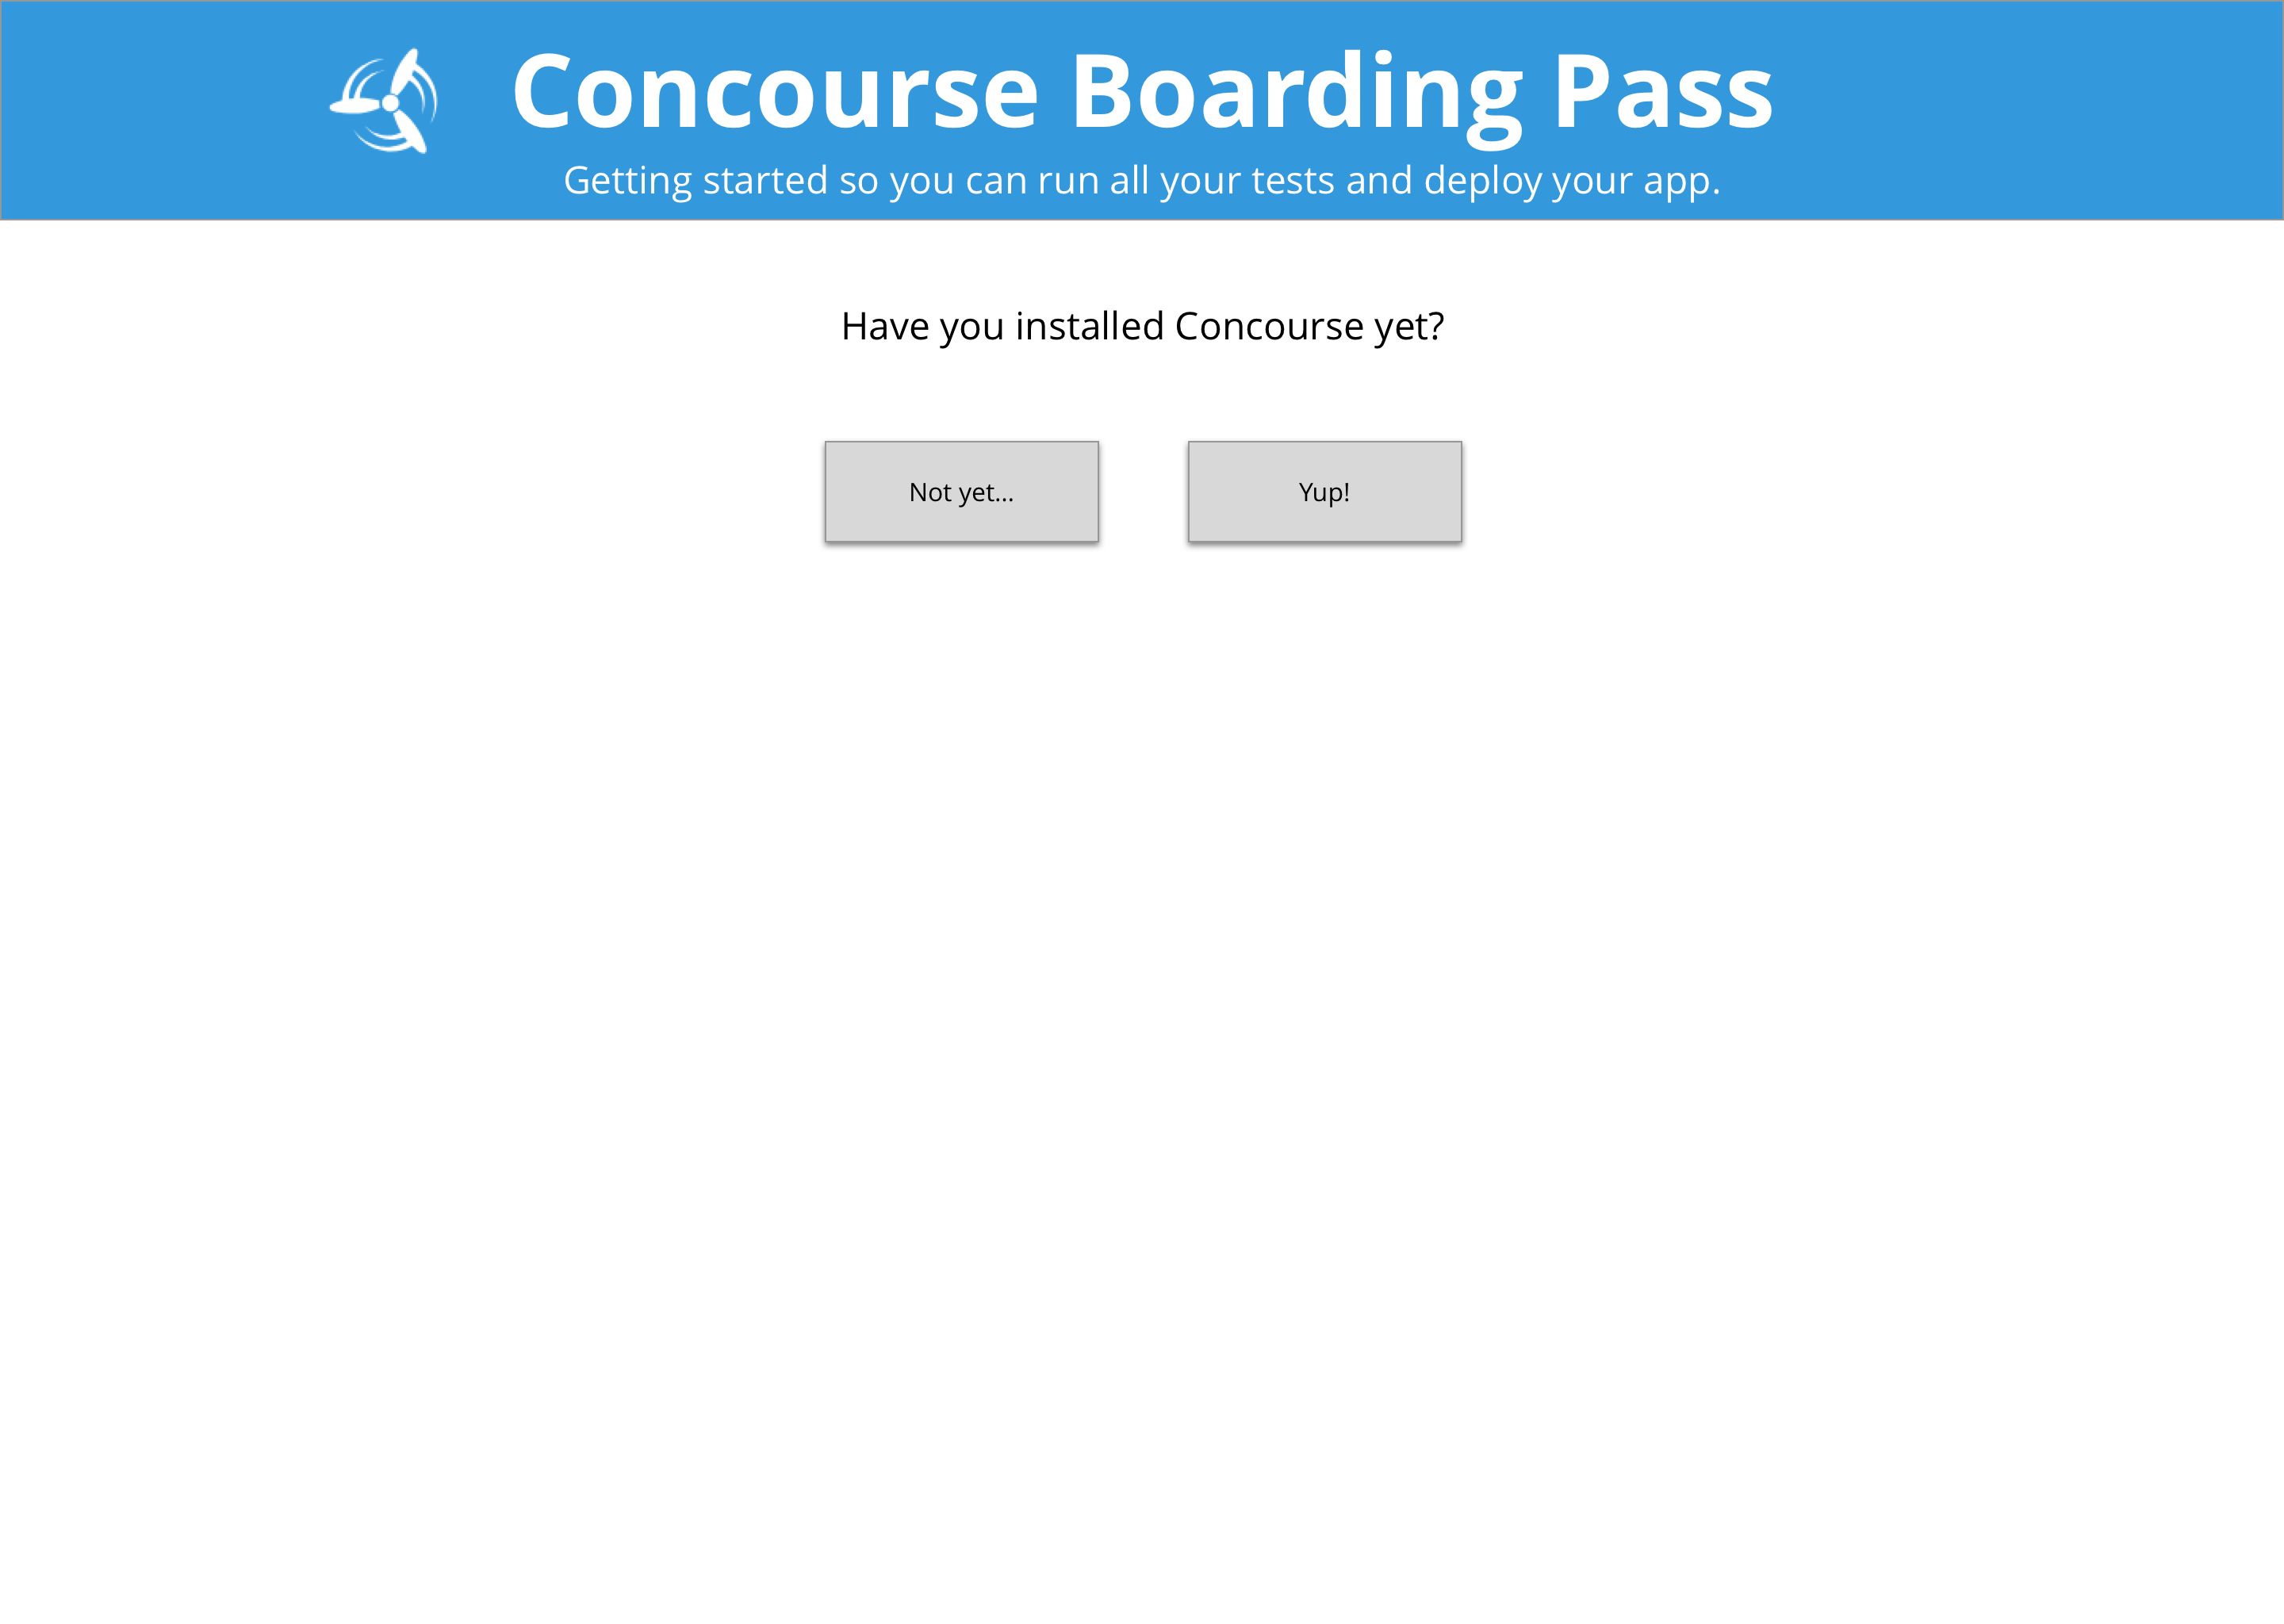 Concourse Boarding Pass
Getting started so you can run all your tests and deploy your app.
Have you installed Concourse yet?
Not yet...
Yup!